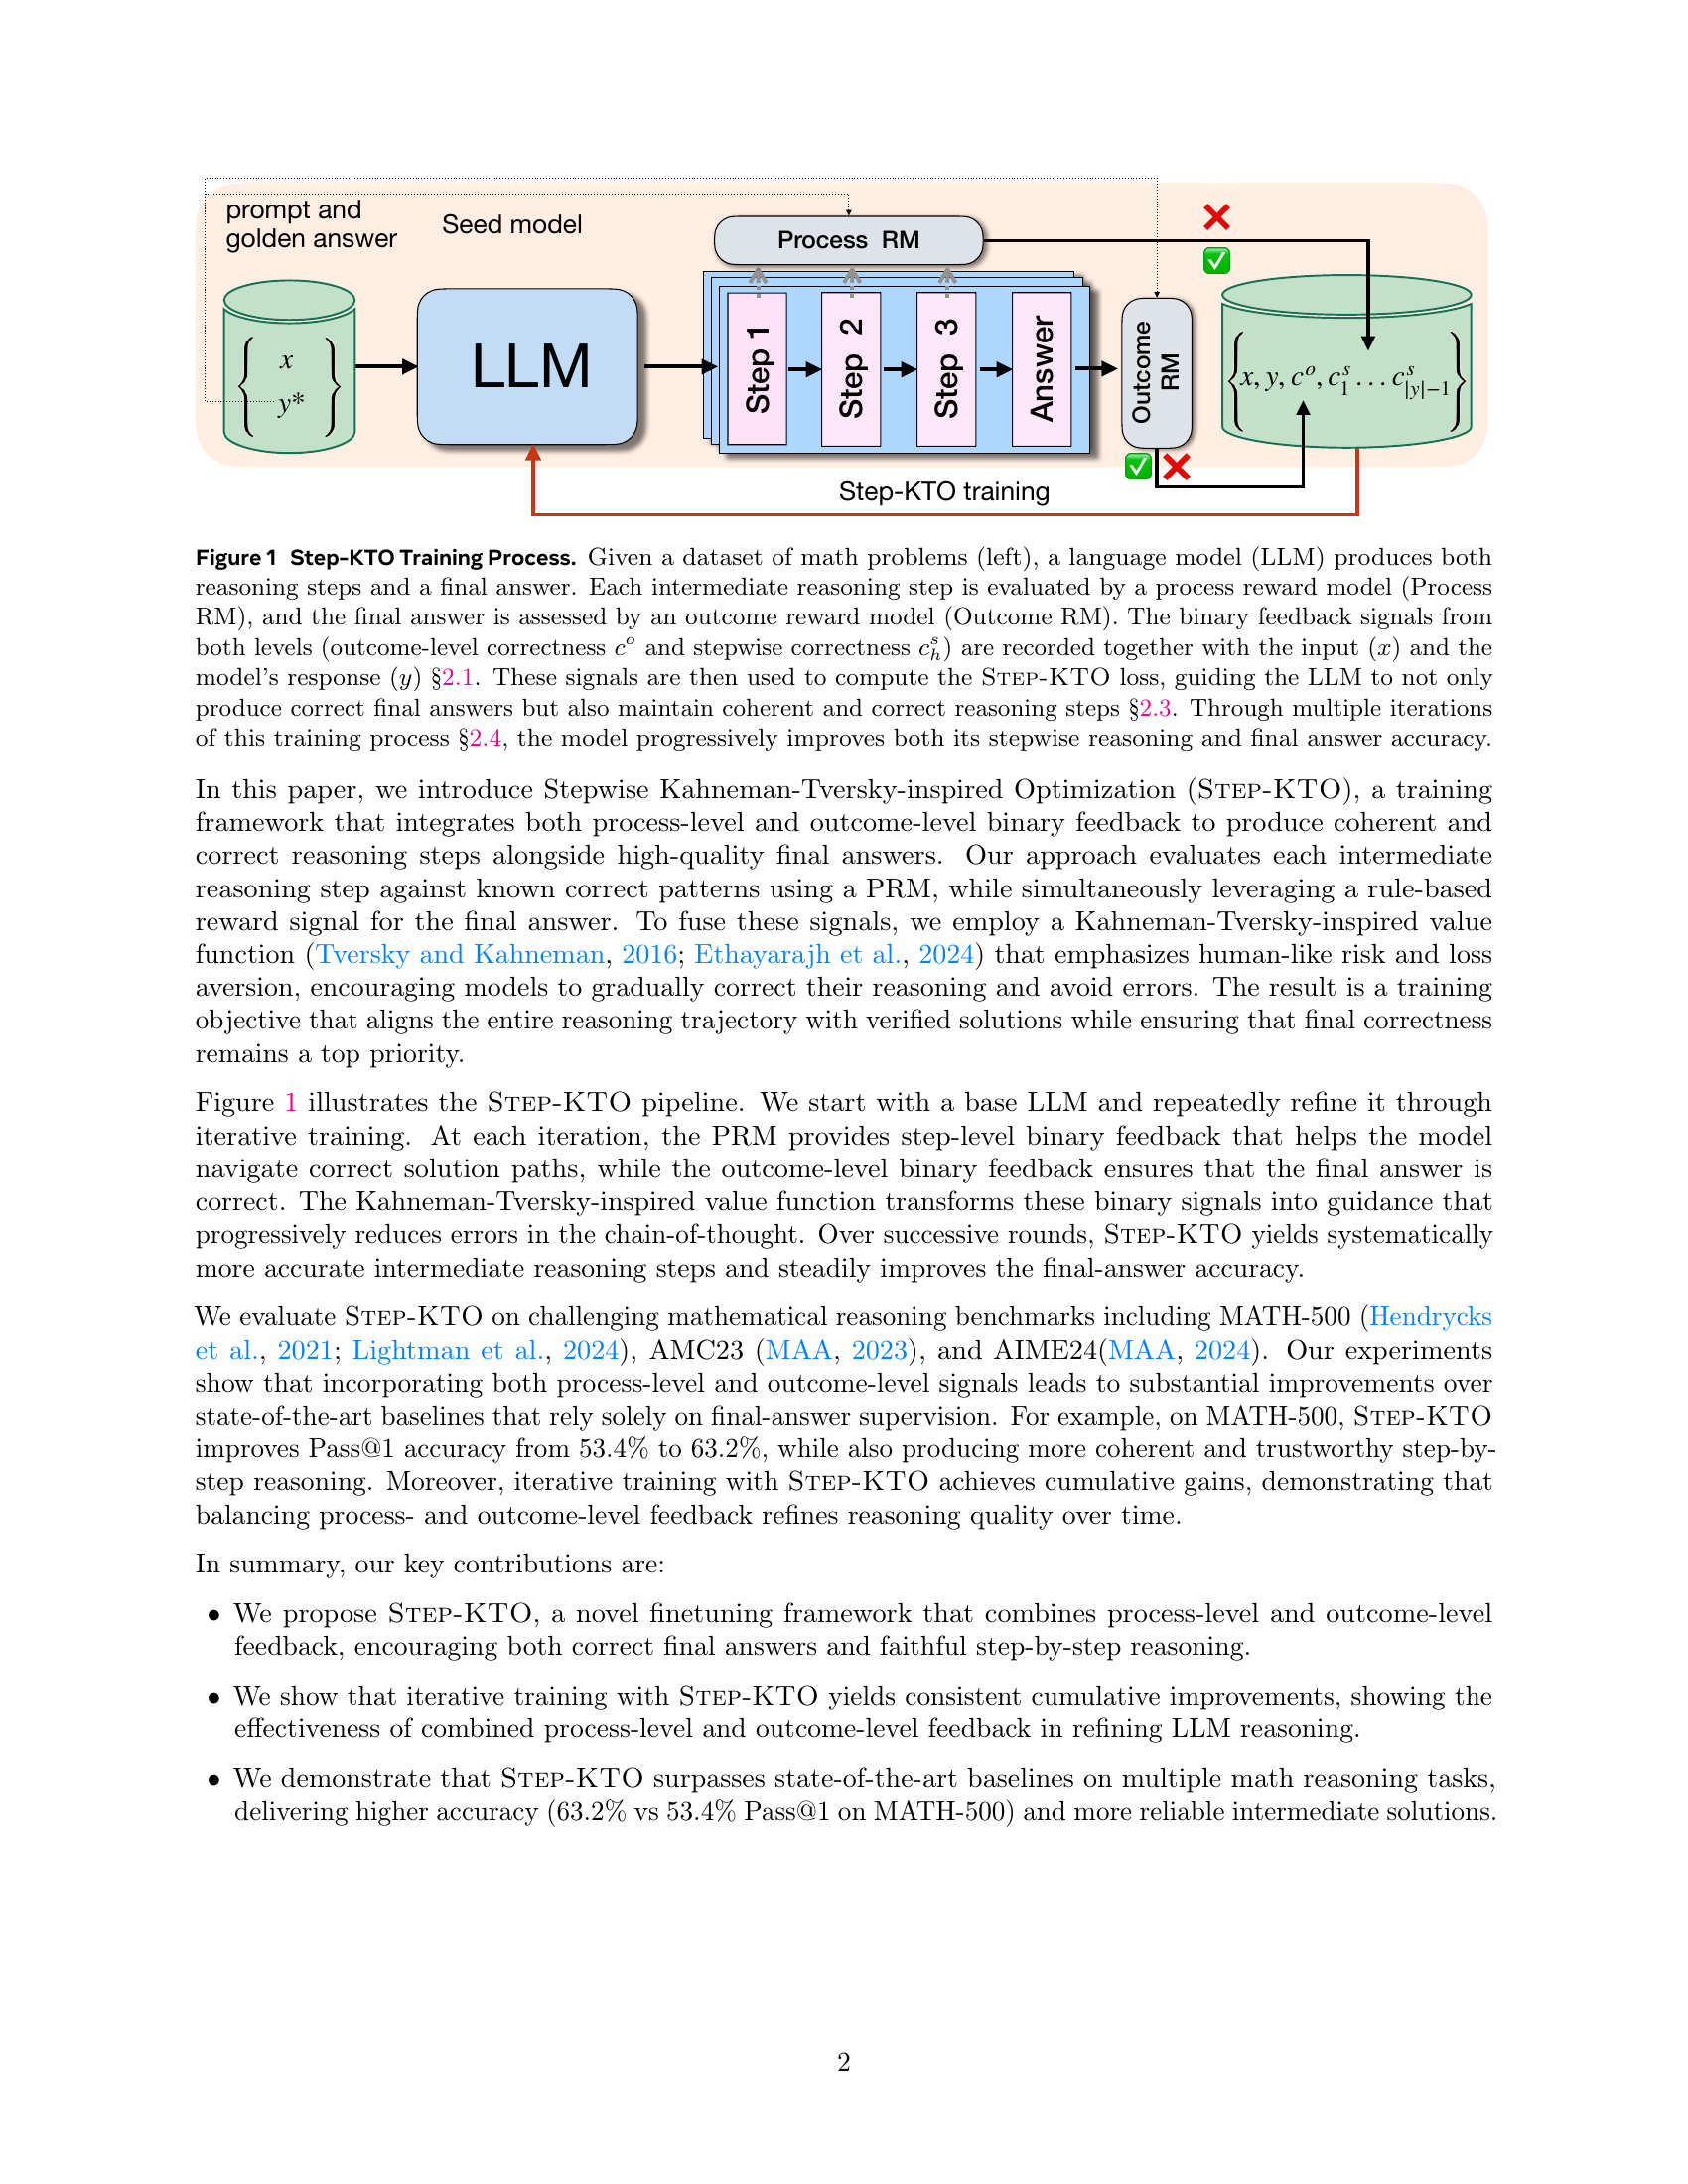 prompt and
golden answer
Seed model
Process RM
x
y*
LLM
Step 1
Step 2
Step 3
Answer
Outcome
RM
x, y, c^o, c_1^s … c_{|y|−1}^s
Step-KTO training
Figure 1 Step-KTO Training Process. Given a dataset of math problems (left), a language model (LLM) produces both
reasoning steps and a final answer. Each intermediate reasoning step is evaluated by a process reward model (Process
RM), and the final answer is assessed by an outcome reward model (Outcome RM). The binary feedback signals from
both levels (outcome-level correctness c^o and stepwise correctness c_h^s) are recorded together with the input (x) and the
model's response (y) §2.1. These signals are then used to compute the STEP-KTO loss, guiding the LLM to not only
produce correct final answers but also maintain coherent and correct reasoning steps §2.3. Through multiple iterations
of this training process §2.4, the model progressively improves both its stepwise reasoning and final answer accuracy.
In this paper, we introduce Stepwise Kahneman-Tversky-inspired Optimization (STEP-KTO), a training
framework that integrates both process-level and outcome-level binary feedback to produce coherent and
correct reasoning steps alongside high-quality final answers. Our approach evaluates each intermediate
reasoning step against known correct patterns using a PRM, while simultaneously leveraging a rule-based
reward signal for the final answer. To fuse these signals, we employ a Kahneman-Tversky-inspired value
function (Tversky and Kahneman, 2016; Ethayarajh et al., 2024) that emphasizes human-like risk and loss
aversion, encouraging models to gradually correct their reasoning and avoid errors. The result is a training
objective that aligns the entire reasoning trajectory with verified solutions while ensuring that final correctness
remains a top priority.
Figure 1 illustrates the STEP-KTO pipeline. We start with a base LLM and repeatedly refine it through
iterative training. At each iteration, the PRM provides step-level binary feedback that helps the model
navigate correct solution paths, while the outcome-level binary feedback ensures that the final answer is
correct. The Kahneman-Tversky-inspired value function transforms these binary signals into guidance that
progressively reduces errors in the chain-of-thought. Over successive rounds, STEP-KTO yields systematically
more accurate intermediate reasoning steps and steadily improves the final-answer accuracy.
We evaluate STEP-KTO on challenging mathematical reasoning benchmarks including MATH-500 (Hendrycks
et al., 2021; Lightman et al., 2024), AMC23 (MAA, 2023), and AIME24(MAA, 2024). Our experiments
show that incorporating both process-level and outcome-level signals leads to substantial improvements over
state-of-the-art baselines that rely solely on final-answer supervision. For example, on MATH-500, STEP-KTO
improves Pass@1 accuracy from 53.4% to 63.2%, while also producing more coherent and trustworthy step-by-
step reasoning. Moreover, iterative training with STEP-KTO achieves cumulative gains, demonstrating that
balancing process- and outcome-level feedback refines reasoning quality over time.
In summary, our key contributions are:
• We propose STEP-KTO, a novel finetuning framework that combines process-level and outcome-level
feedback, encouraging both correct final answers and faithful step-by-step reasoning.
• We show that iterative training with STEP-KTO yields consistent cumulative improvements, showing the
effectiveness of combined process-level and outcome-level feedback in refining LLM reasoning.
• We demonstrate that STEP-KTO surpasses state-of-the-art baselines on multiple math reasoning tasks,
delivering higher accuracy (63.2% vs 53.4% Pass@1 on MATH-500) and more reliable intermediate solutions.
2